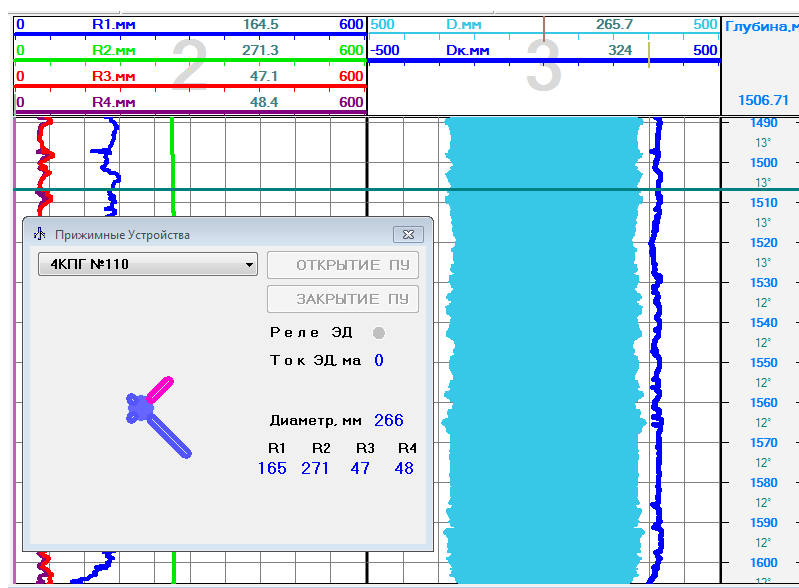 0 R1.мм 164.5 600 500 D.мм 265.7 500 Глубина,м
0 R2.мм 271.3 600 -500 Dк.мм 324 500
2 3
0 R3.мм 47.1 600
0 R4.мм 48.4 600 1506.71
1490
13°
1500
13°
1510
13°
1520
13°
1530
12°
1540
12°
1550
12°
1560
12°
1570
12°
1580
12°
1590
12°
1600
12°
Прижимные Устройства
4КПГ №110
ОТКРЫТИЕ ПУ
ЗАКРЫТИЕ ПУ
Реле ЭД
Ток ЭД, ма 0
Диаметр, мм 266
R1 R2 R3 R4
165 271 47 48